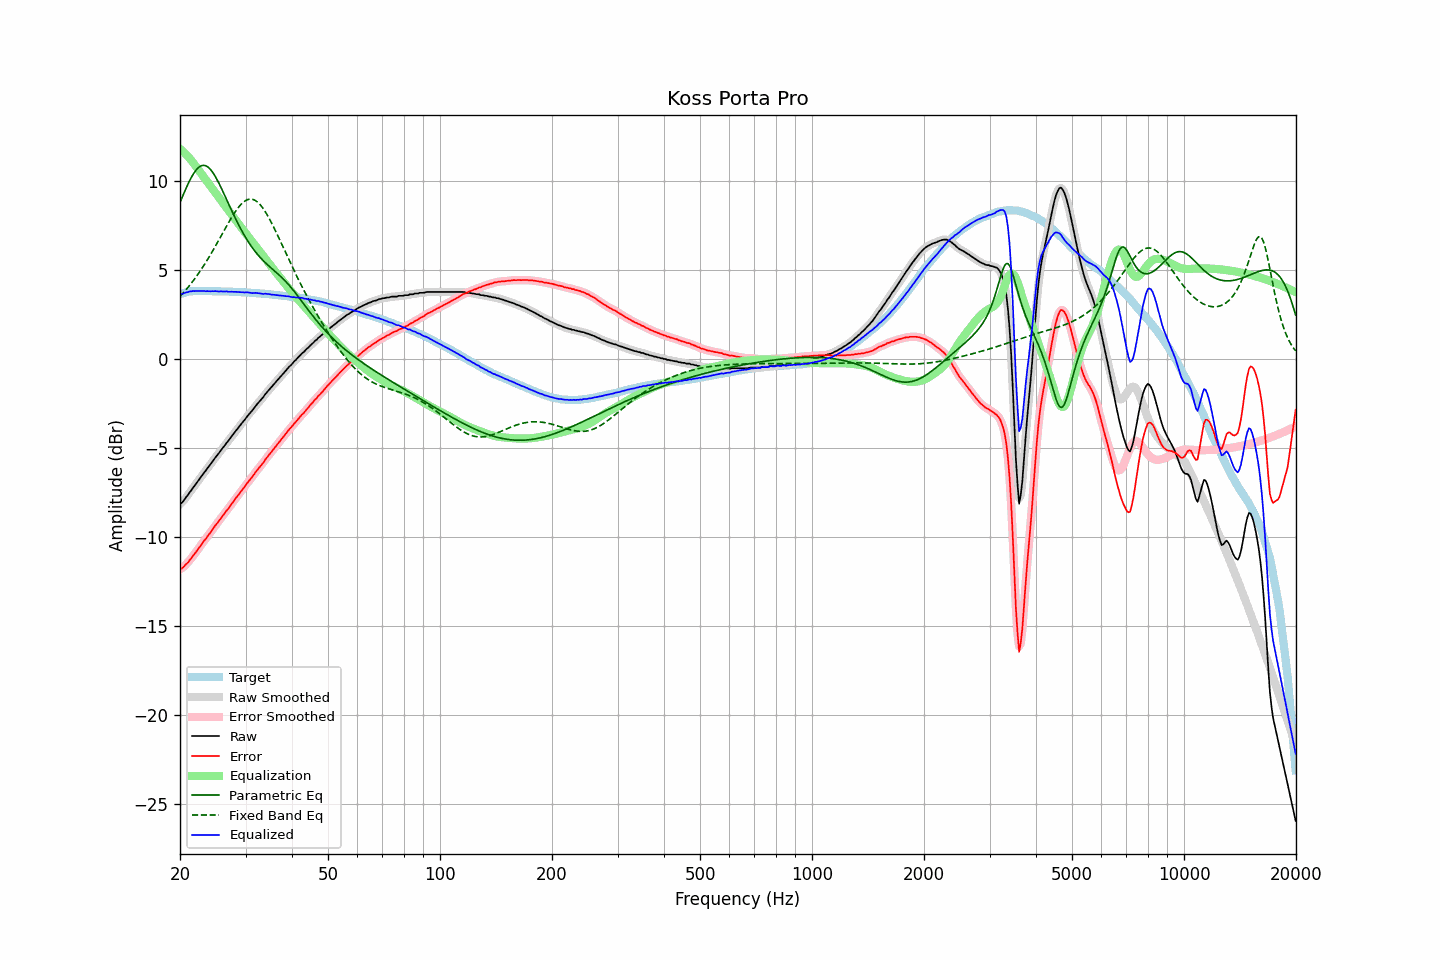 Koss Porta Pro
Amplitude (dBr)
10
5
0
−5
−10
−15
−20
−25
Target
Raw Smoothed
Error Smoothed
Raw
Error
Equalization
Parametric Eq
Fixed Band Eq
Equalized
20 50 100 200 500 1000 2000 5000 10000 20000
Frequency (Hz)